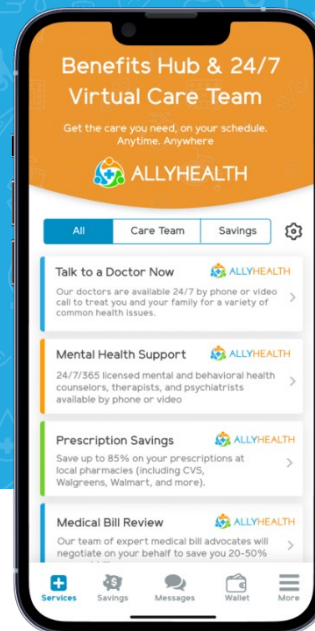 Benefits Hub & 24/7
Virtual Care Team
Get the care you need, on your schedule.
Anytime. Anywhere
ALLYHEALTH
All Care Team Savings
Talk to a Doctor Now ALLYHEALTH
Our doctors are available 24/7 by phone or video
call to treat you and your family for a variety of
common health issues.
Mental Health Support ALLYHEALTH
24/7/365 licensed mental and behavioral health
counselors, therapists, and psychiatrists
available by phone or video
Prescription Savings ALLYHEALTH
Save up to 85% on your prescriptions at
local pharmacies (including CVS,
Walgreens, Walmart, and more).
Medical Bill Review ALLYHEALTH
Our team of expert medical bill advocates will
negotiate on your behalf to save you 20-50%
Services Savings Messages Wallet More